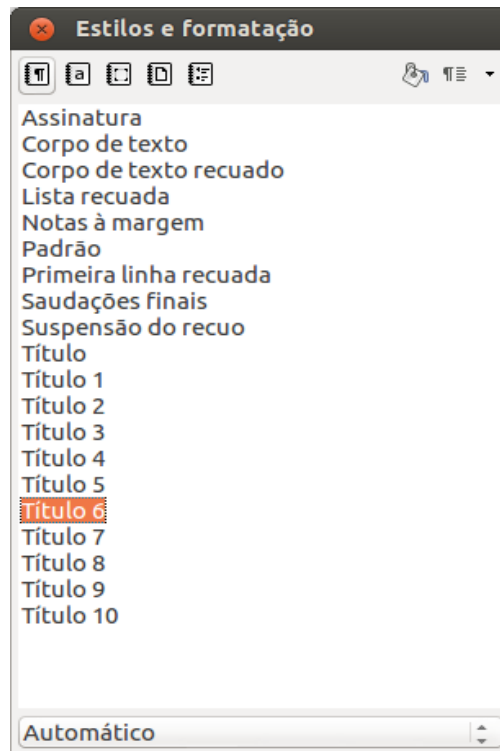 Estilos e formatação
Assinatura
Corpo de texto
Corpo de texto recuado
Lista recuada
Notas à margem
Padrão
Primeira linha recuada
Saudações finais
Suspensão do recuo
Título
Título 1
Título 2
Título 3
Título 4
Título 5
Título 6
Título 7
Título 8
Título 9
Título 10
Automático